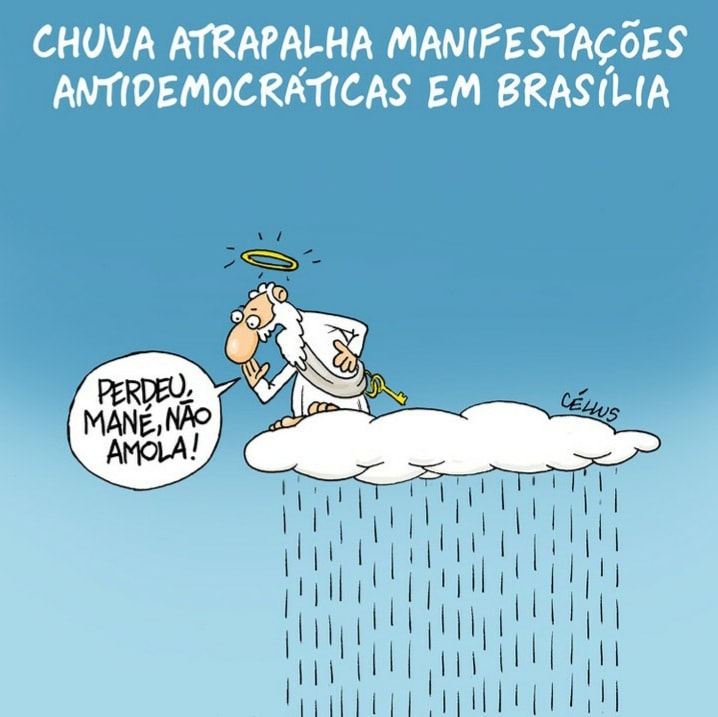 CHUVA ATRAPALHA MANIFESTAÇÕES
ANTIDEMOCRÁTICAS EM BRASÍLIA
PERDEU,
MANÉ, NÃO
AMOLA!
CÉLLUS